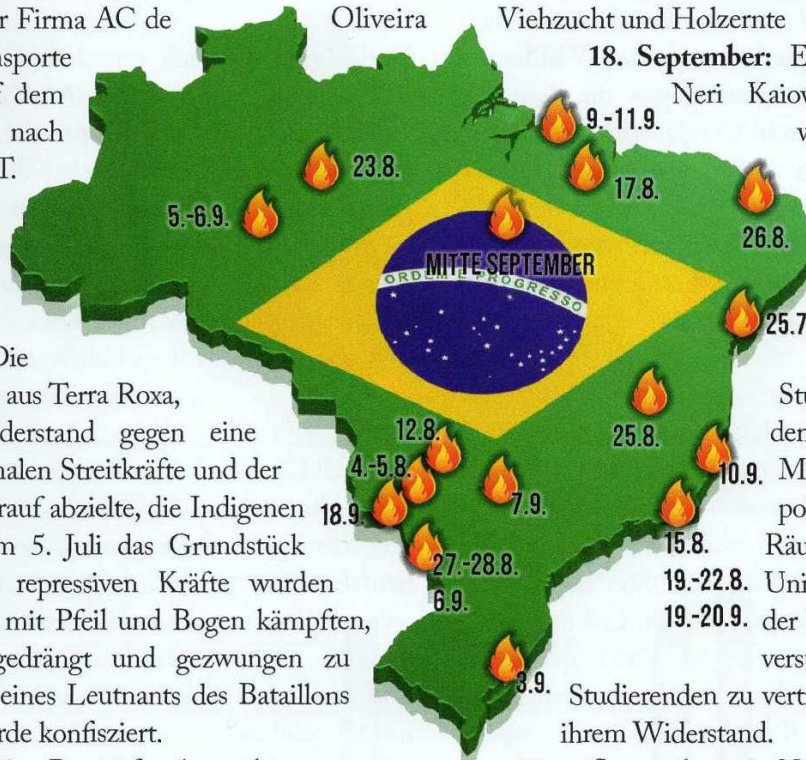 r Firma AC de Oliveira
nsporte
f dem
nach
T.
Viehzucht und Holzernte
18. September: E
Neri Kaiow
v
9.-11.9.
23.8.
17.8.
5.-6.9.
26.8.
MITTE SEPTEMBER
ORDEM E PROGRESSO
25.7
12.8.
25.8.
4.-5.8.
10.9.
18.9.
7.9.
27.-28.8.
6.9.
15.8.
19.-22.8.
19.-20.9.
3.9.
Die
aus Terra Roxa,
derstand gegen eine
nalen Streitkräfte und der
rauf abzielte, die Indigenen
m 5. Juli das Grundstück
repressiven Kräfte wurden
mit Pfeil und Bogen kämpften,
gedrängt und gezwungen zu
eines Leutnants des Bataillons
rde konfisziert.
Stu
den
M
po
Räu
Uni
der
vers
Studierenden zu vert
ihrem Widerstand.